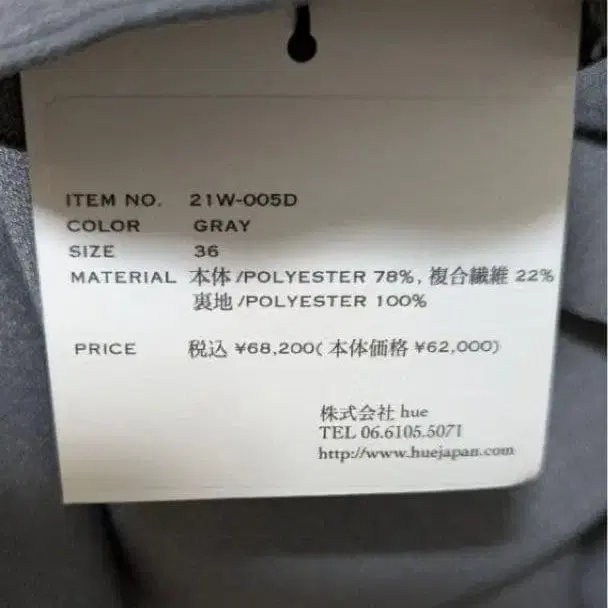 ITEM NO. 21W-005D
COLOR GRAY
SIZE 36
MATERIAL 本体/POLYESTER 78%, 複合繊維 22%
裏地/POLYESTER 100%
PRICE 税込 ¥68,200( 本体価格 ¥62,000)
株式会社 hue
TEL 06.6105.5071
http://www.huejapan.com